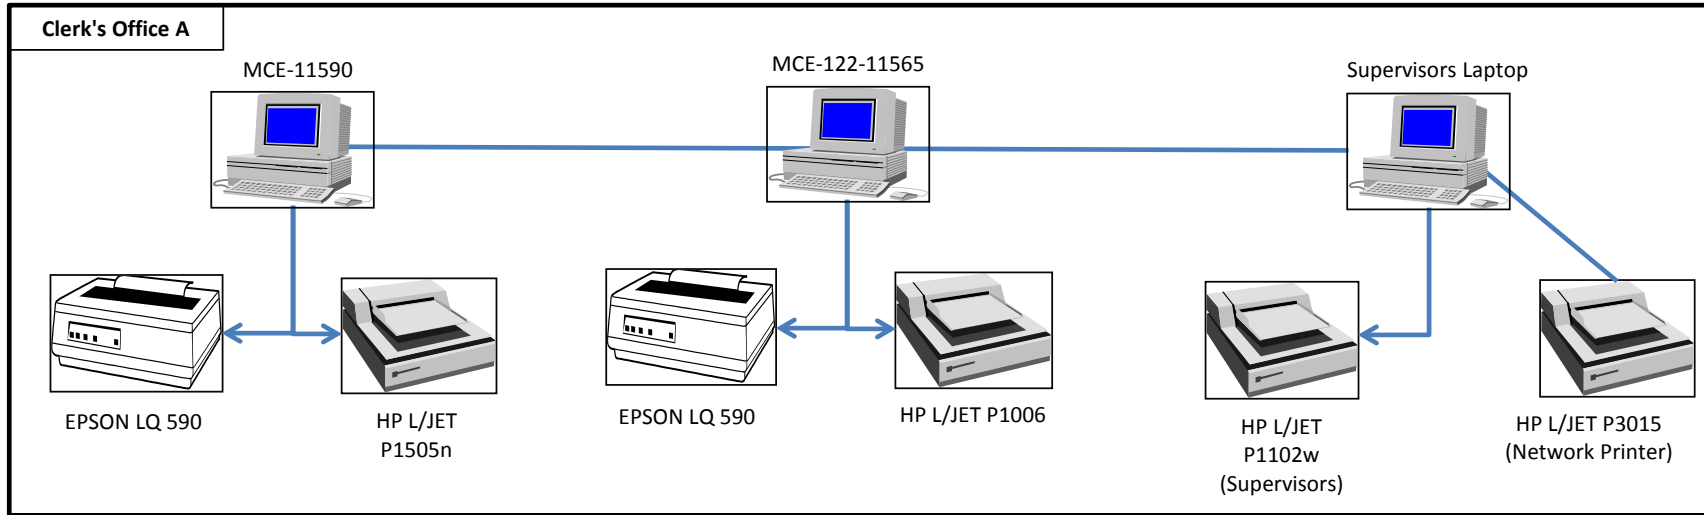 Clerk's Office A
MCE-11590
MCE-122-11565
Supervisors Laptop
EPSON LQ 590
HP L/JET
P1505n
EPSON LQ 590
HP L/JET P1006
HP L/JET
P1102w
(Supervisors)
HP L/JET P3015
(Network Printer)